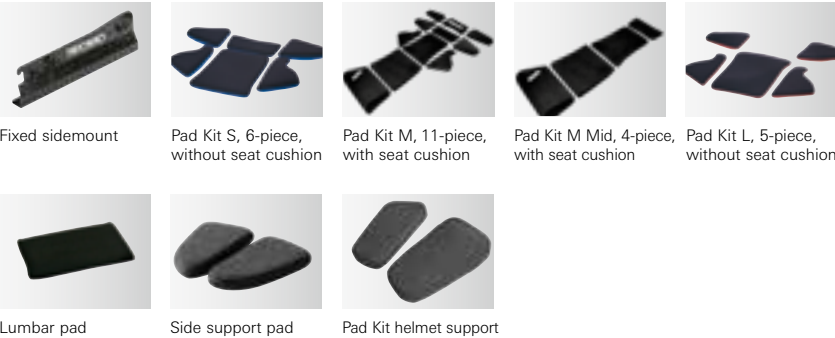 Fixed sidemount
Pad Kit S, 6-piece,
without seat cushion
Pad Kit M, 11-piece,
with seat cushion
Pad Kit M Mid, 4-piece,
with seat cushion
Pad Kit L, 5-piece,
without seat cushion
Lumbar pad
Side support pad
Pad Kit helmet support